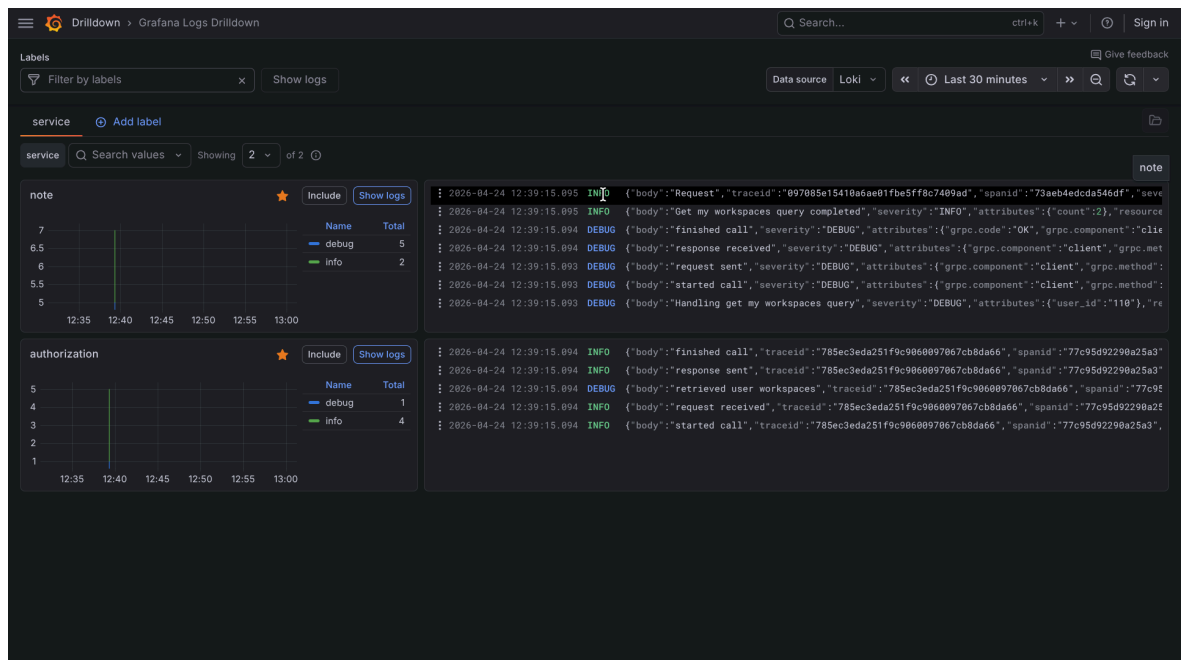 Drilldown › Grafana Logs Drilldown
Search... ctrl+k
Sign in
Labels
Give feedback
Filter by labels
Show logs
Data source Loki
Last 30 minutes
service
Add label
service Search values Showing 2 of 2
note
note
Include Show logs
Name Total
debug 5
info 2
7
6.5
6
5.5
5
12:35 12:40 12:45 12:50 12:55 13:00
2026-04-24 12:39:15.095 INFO {"body":"Request","traceid":"097085e15410a6ae01fbe5ff8c7409ad","spanid":"73aeb4edcda546df","seve
2026-04-24 12:39:15.095 INFO {"body":"Get my workspaces query completed","severity":"INFO","attributes":{"count":2},"resource
2026-04-24 12:39:15.095 DEBUG {"body":"finished call","severity":"DEBUG","attributes":{"grpc.code":"OK","grpc.component":"clie
2026-04-24 12:39:15.095 DEBUG {"body":"response received","severity":"DEBUG","attributes":{"grpc.component":"client","grpc.met
2026-04-24 12:39:15.093 DEBUG {"body":"request sent","severity":"DEBUG","attributes":{"grpc.component":"client","grpc.method":
2026-04-24 12:39:15.093 DEBUG {"body":"started call","severity":"DEBUG","attributes":{"grpc.component":"client","grpc.method":
2026-04-24 12:39:15.093 DEBUG {"body":"Handling get my workspaces query","severity":"DEBUG","attributes":{"user_id":"110"},"re
authorization
Include Show logs
Name Total
debug 1
info 4
5
4
3
2
1
12:35 12:40 12:45 12:50 12:55 13:00
2026-04-24 12:39:15.094 INFO {"body":"finished call","traceid":"785ec3eda251f9c9060097067cb8da66","spanid":"77c95d92290a25a3"
2026-04-24 12:39:15.094 INFO {"body":"response sent","traceid":"785ec3eda251f9c9060097067cb8da66","spanid":"77c95d92290a25a3"
2026-04-24 12:39:15.094 DEBUG {"body":"retrieved user workspaces","traceid":"785ec3eda251f9c9060097067cb8da66","spanid":"77c95
2026-04-24 12:39:15.094 INFO {"body":"request received","traceid":"785ec3eda251f9c9060097067cb8da66","spanid":"77c95d92290a25
2026-04-24 12:39:15.094 INFO {"body":"started call","traceid":"785ec3eda251f9c9060097067cb8da66","spanid":"77c95d92290a25a3",